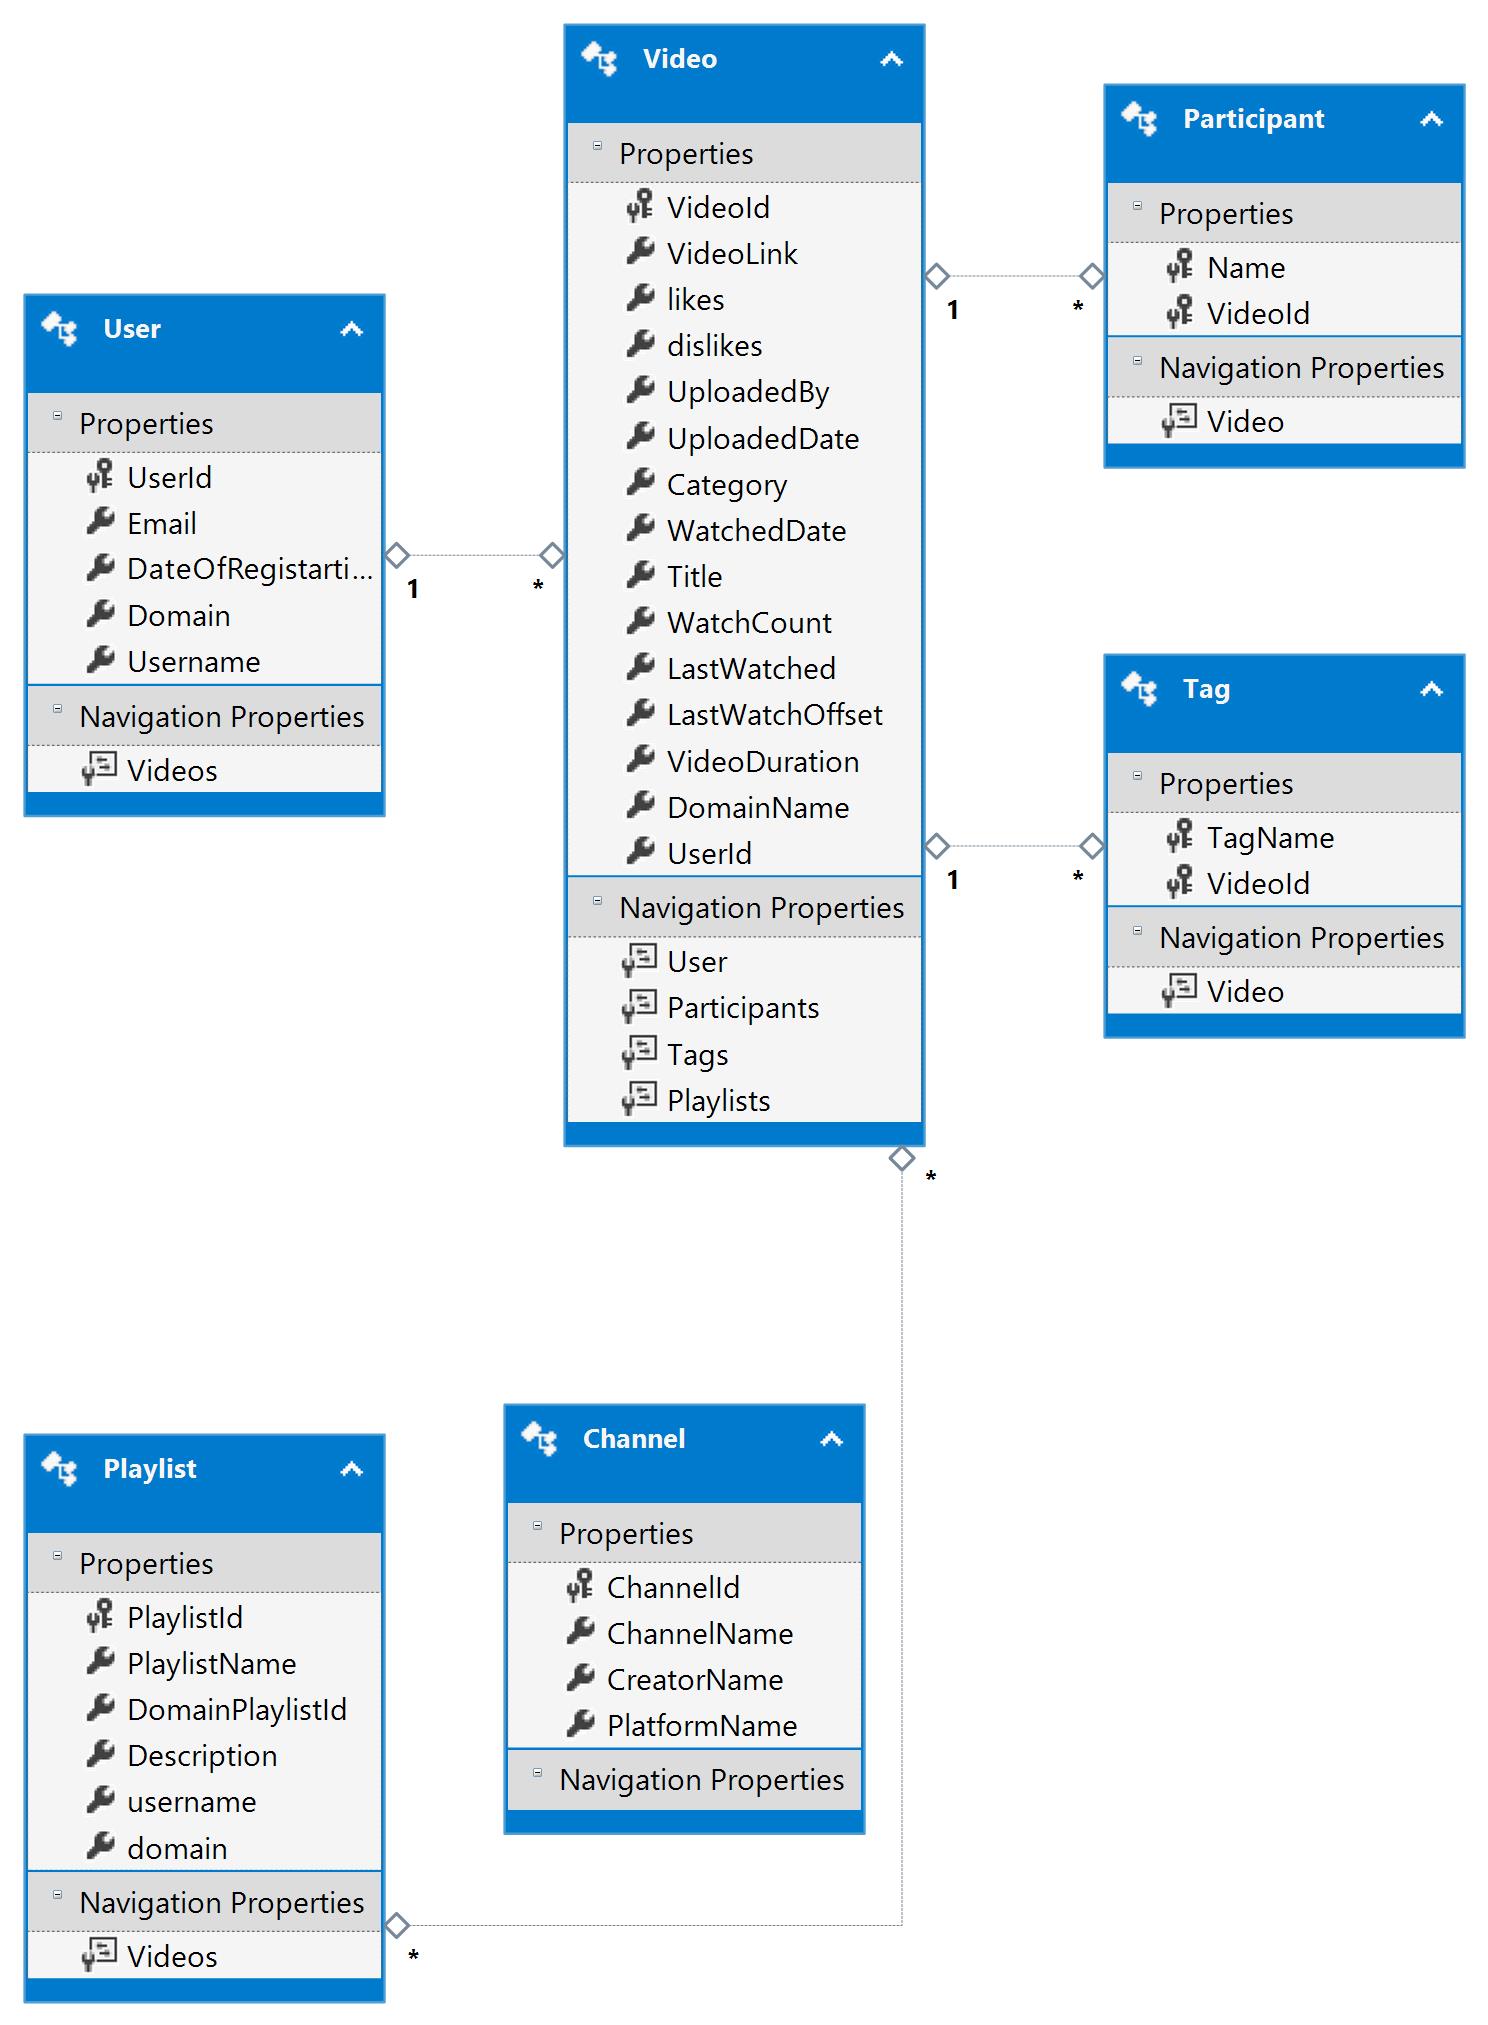 Video
Properties
VideoId
VideoLink
likes
dislikes
UploadedBy
UploadedDate
Category
WatchedDate
Title
WatchCount
LastWatched
LastWatchOffset
VideoDuration
DomainName
UserId
Navigation Properties
User
Participants
Tags
Playlists
Participant
Properties
Name
VideoId
Navigation Properties
Video
1
*
User
Properties
UserId
Email
DateOfRegistarti...
Domain
Username
Navigation Properties
Videos
1
*
Tag
Properties
TagName
VideoId
Navigation Properties
Video
1
*
*
Playlist
Properties
PlaylistId
PlaylistName
DomainPlaylistId
Description
username
domain
Navigation Properties
Videos
*
Channel
Properties
ChannelId
ChannelName
CreatorName
PlatformName
Navigation Properties